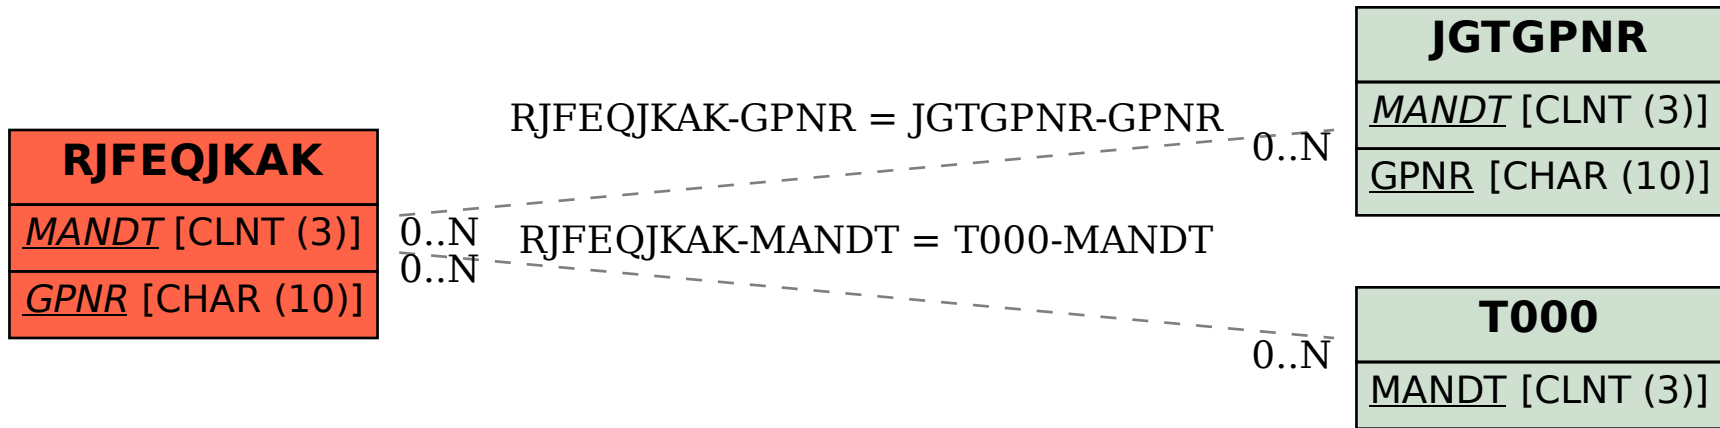 RJFEQJKAK
MANDT [CLNT (3)]
GPNR [CHAR (10)]
RJFEQJKAK-GPNR = JGTGPNR-GPNR
0..N
0..N
RJFEQJKAK-MANDT = T000-MANDT
0..N
0..N
JGTGPNR
MANDT [CLNT (3)]
GPNR [CHAR (10)]
T000
MANDT [CLNT (3)]